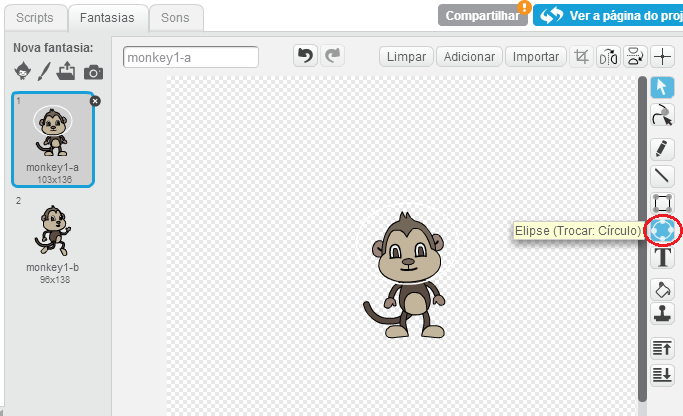 Scripts
Fantasias
Sons
Compartilhar
!
Ver a página do proj
Nova fantasia:
monkey1-a
Limpar
Adicionar
Importar
1
monkey1-a
103x136
2
monkey1-b
96x138
Elipse (Trocar: Círculo)
T